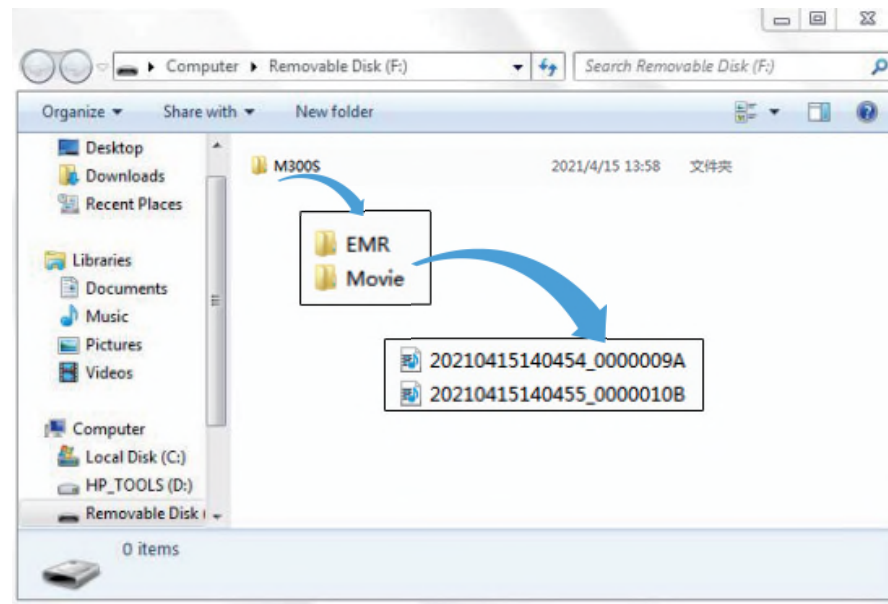 Computer Removable Disk (F:) Search Removable Disk (F:)
Organize Share with New folder
Desktop
Downloads
Recent Places
Libraries
Documents
Music
Pictures
Videos
Computer
Local Disk (C:)
HP_TOOLS (D:)
Removable Disk (
M300S 2021/4/15 13:58 文件夹
EMR
Movie
20210415140454_0000009A
20210415140455_0000010B
0 items